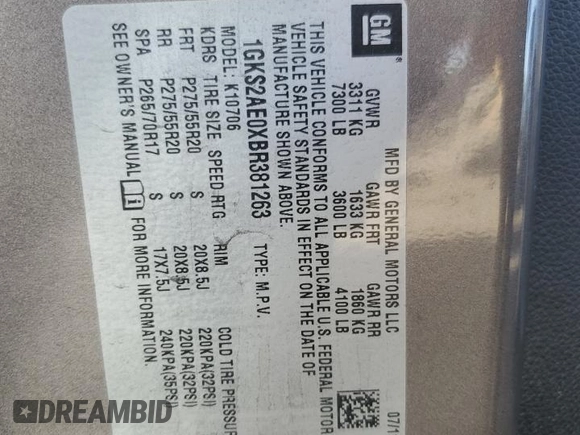 GM
MFD BY GENERAL MOTORS LLC 07/1
GVWR GAWR FRT GAWR RR
3311 KG 1633 KG 1860 KG
7300 LB 3600 LB 4100 LB
THIS VEHICLE CONFORMS TO ALL APPLICABLE U.S. FEDERAL MOTOR
VEHICLE SAFETY STANDARDS IN EFFECT ON THE DATE OF
MANUFACTURE SHOWN ABOVE.
1GKS2AE0XBR381263 TYPE: M.P.V.
MODEL: K10706
KDRS TIRE SIZE SPEED RTG RIM COLD TIRE PRESSUR
FRT P275/55R20 S 20X8.5J 220KPA(32PSI)
RR P275/55R20 S 20X8.5J 220KPA(32PSI)
SPA P265/70R17 S 17X7.5J 240KPA(35PSI)
SEE OWNER'S MANUAL FOR MORE INFORMATION.
DREAMBID